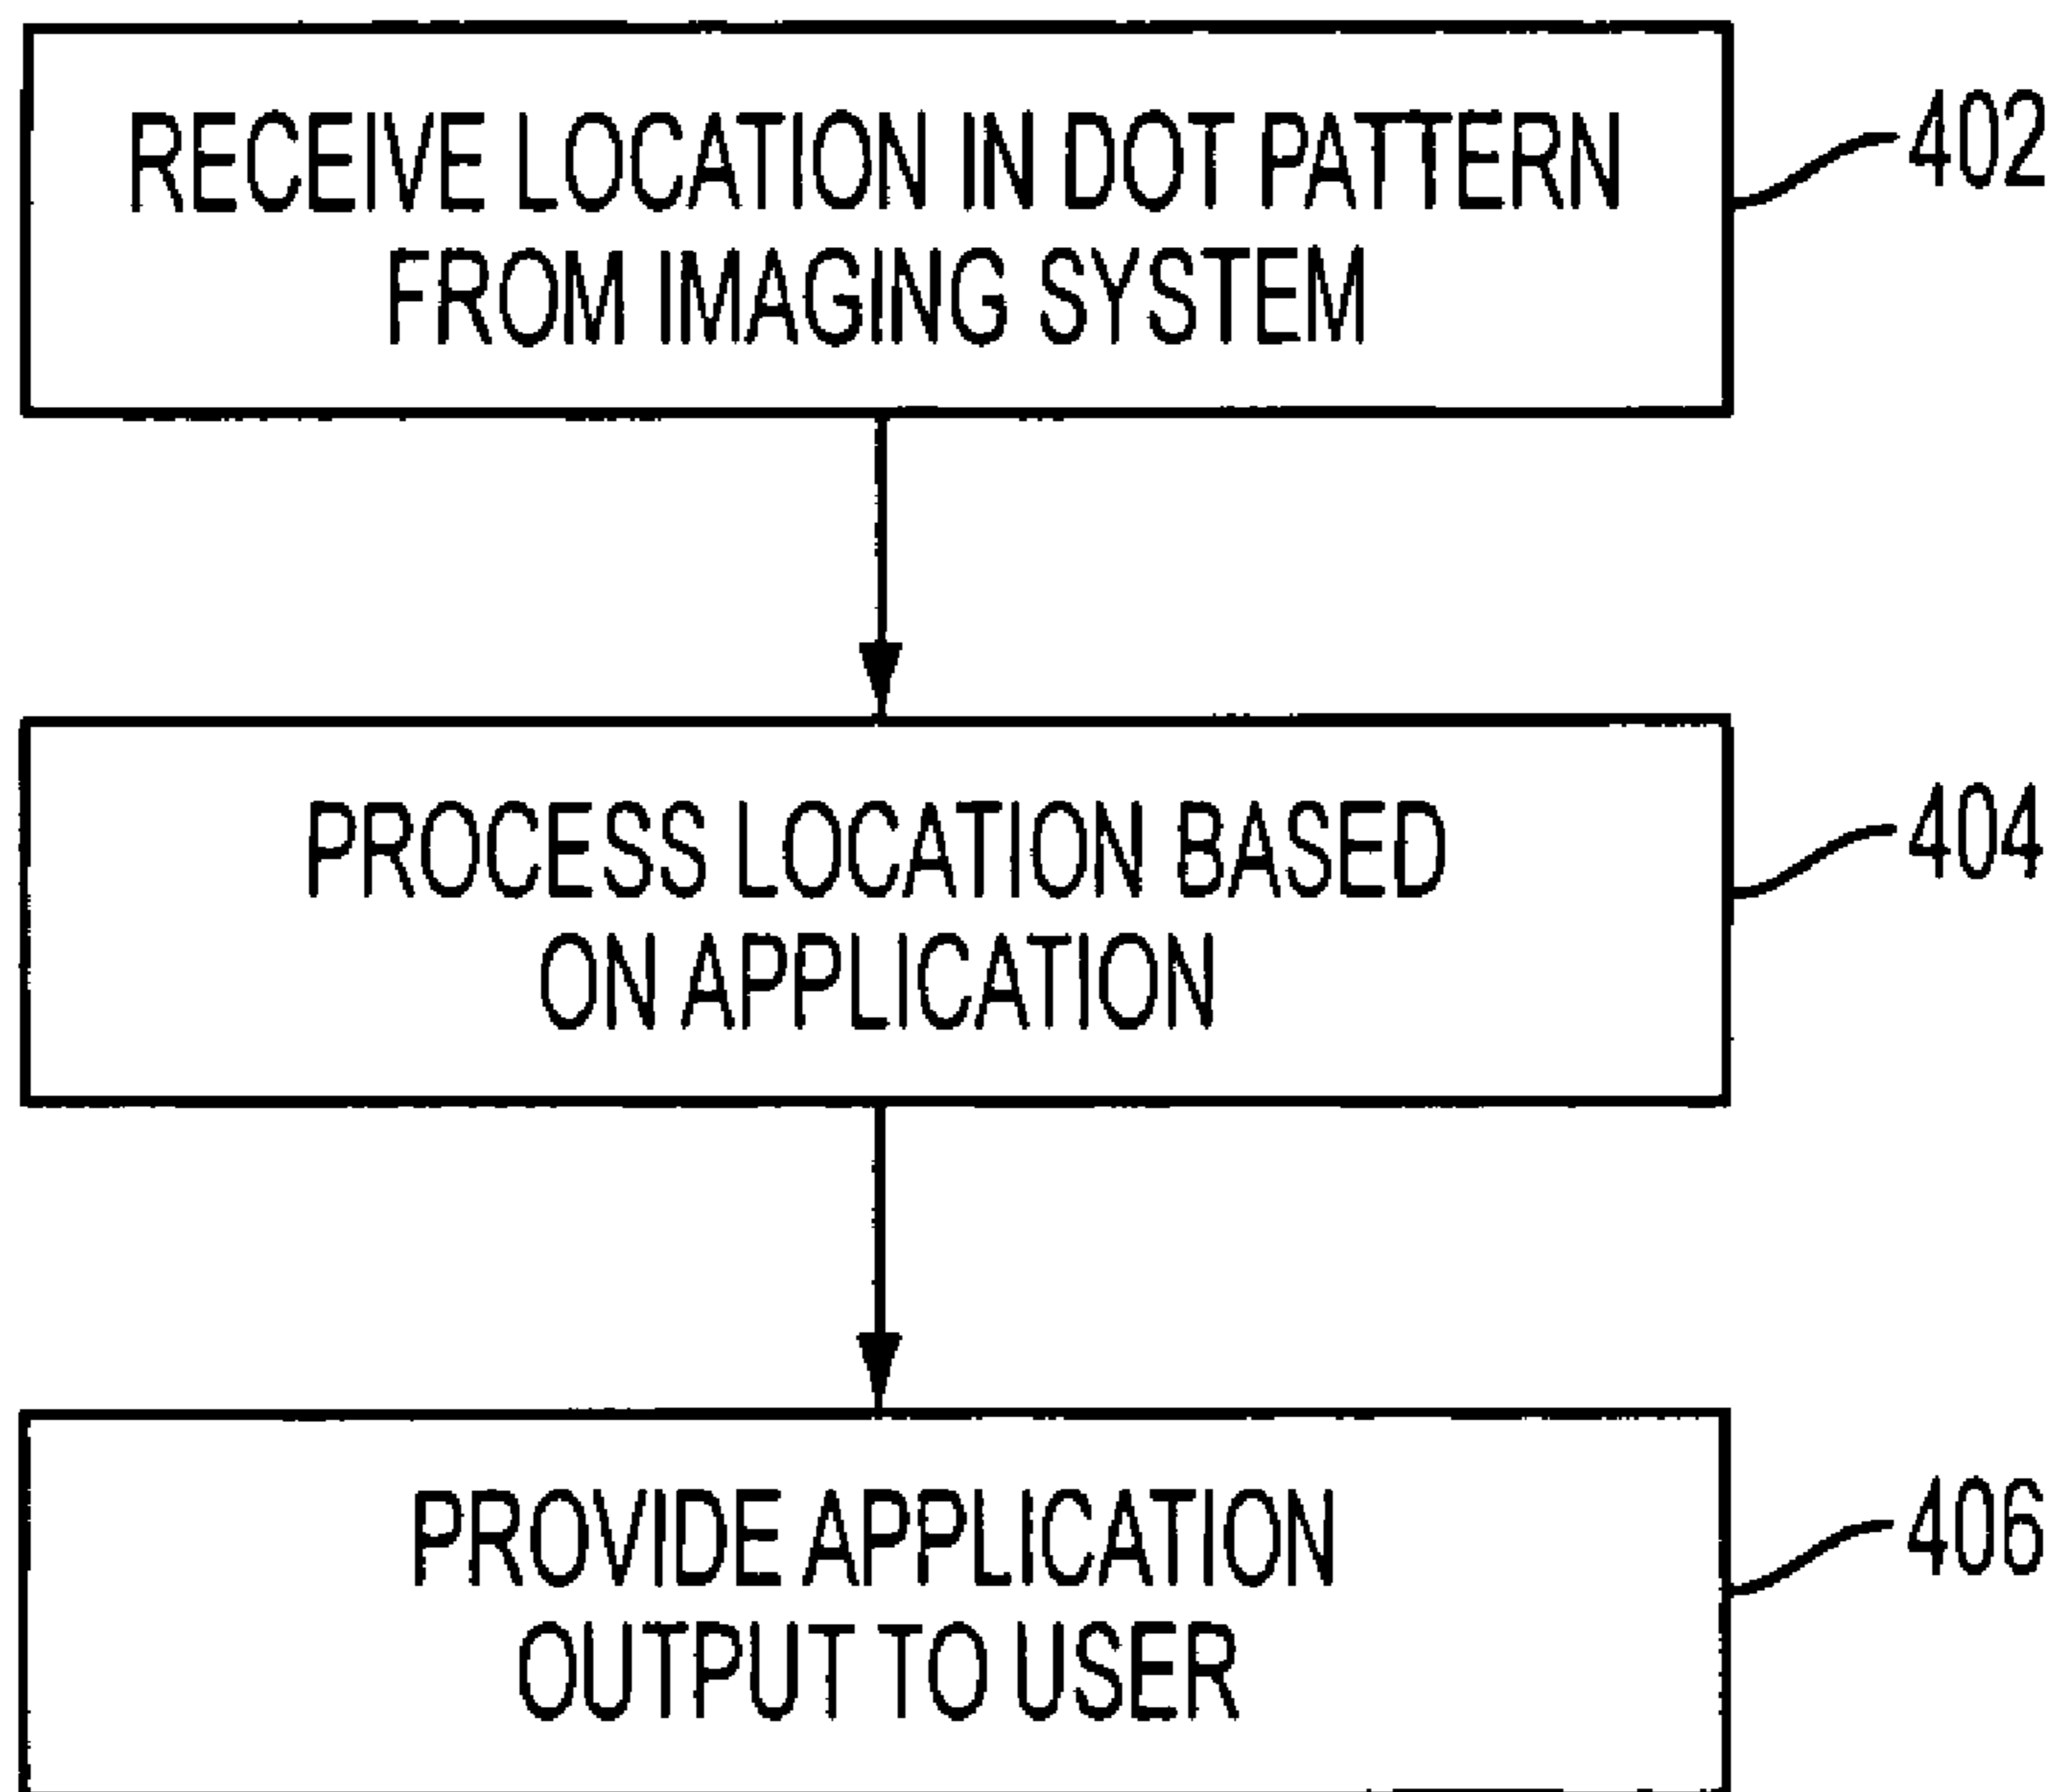 RECEIVE LOCATION IN DOT PATTERN
FROM IMAGING SYSTEM
402
PROCESS LOCATION BASED
ON APPLICATION
404
PROVIDE APPLICATION
OUTPUT TO USER
406